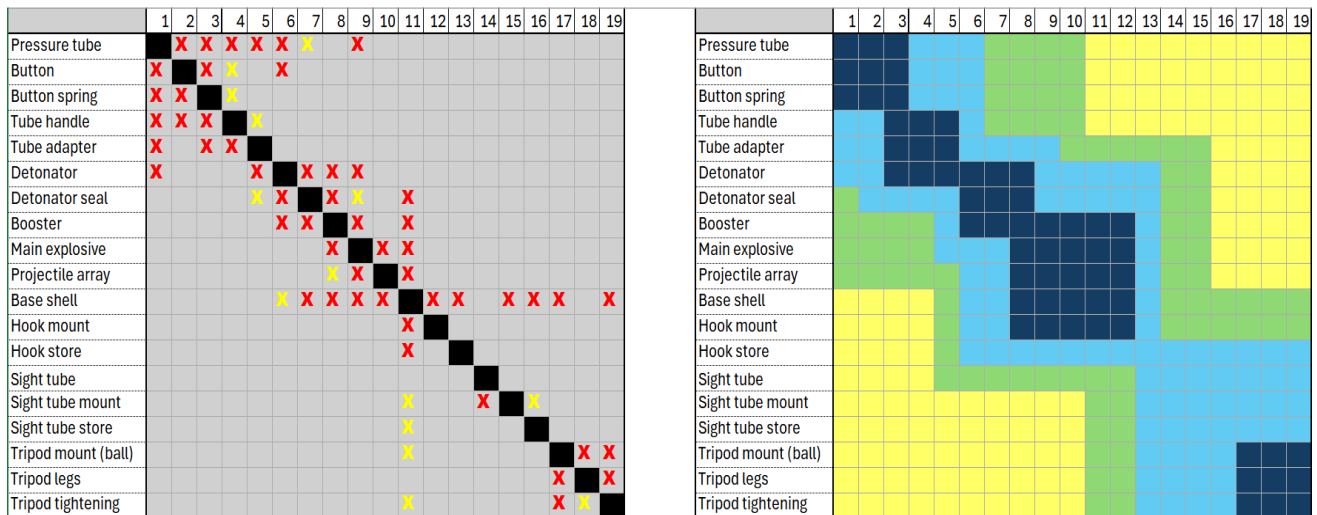 1 2 3 4 5 6 7 8 9 10 11 12 13 14 15 16 17 18 19
Pressure tube X X X X X X X
Button X X X X
Button spring X X X
Tube handle X X X X
Tube adapter X X X
Detonator X X X X X
Detonator seal X X X X X
Booster X X X X
Main explosive X X X
Projectile array X X X
Base shell X X X X X X X X X X X
Hook mount X
Hook store X
Sight tube
Sight tube mount X X X
Sight tube store X
Tripod mount (ball) X X X
Tripod legs X X
Tripod tightening X X X
1 2 3 4 5 6 7 8 9 10 11 12 13 14 15 16 17 18 19
Pressure tube
Button
Button spring
Tube handle
Tube adapter
Detonator
Detonator seal
Booster
Main explosive
Projectile array
Base shell
Hook mount
Hook store
Sight tube
Sight tube mount
Sight tube store
Tripod mount (ball)
Tripod legs
Tripod tightening